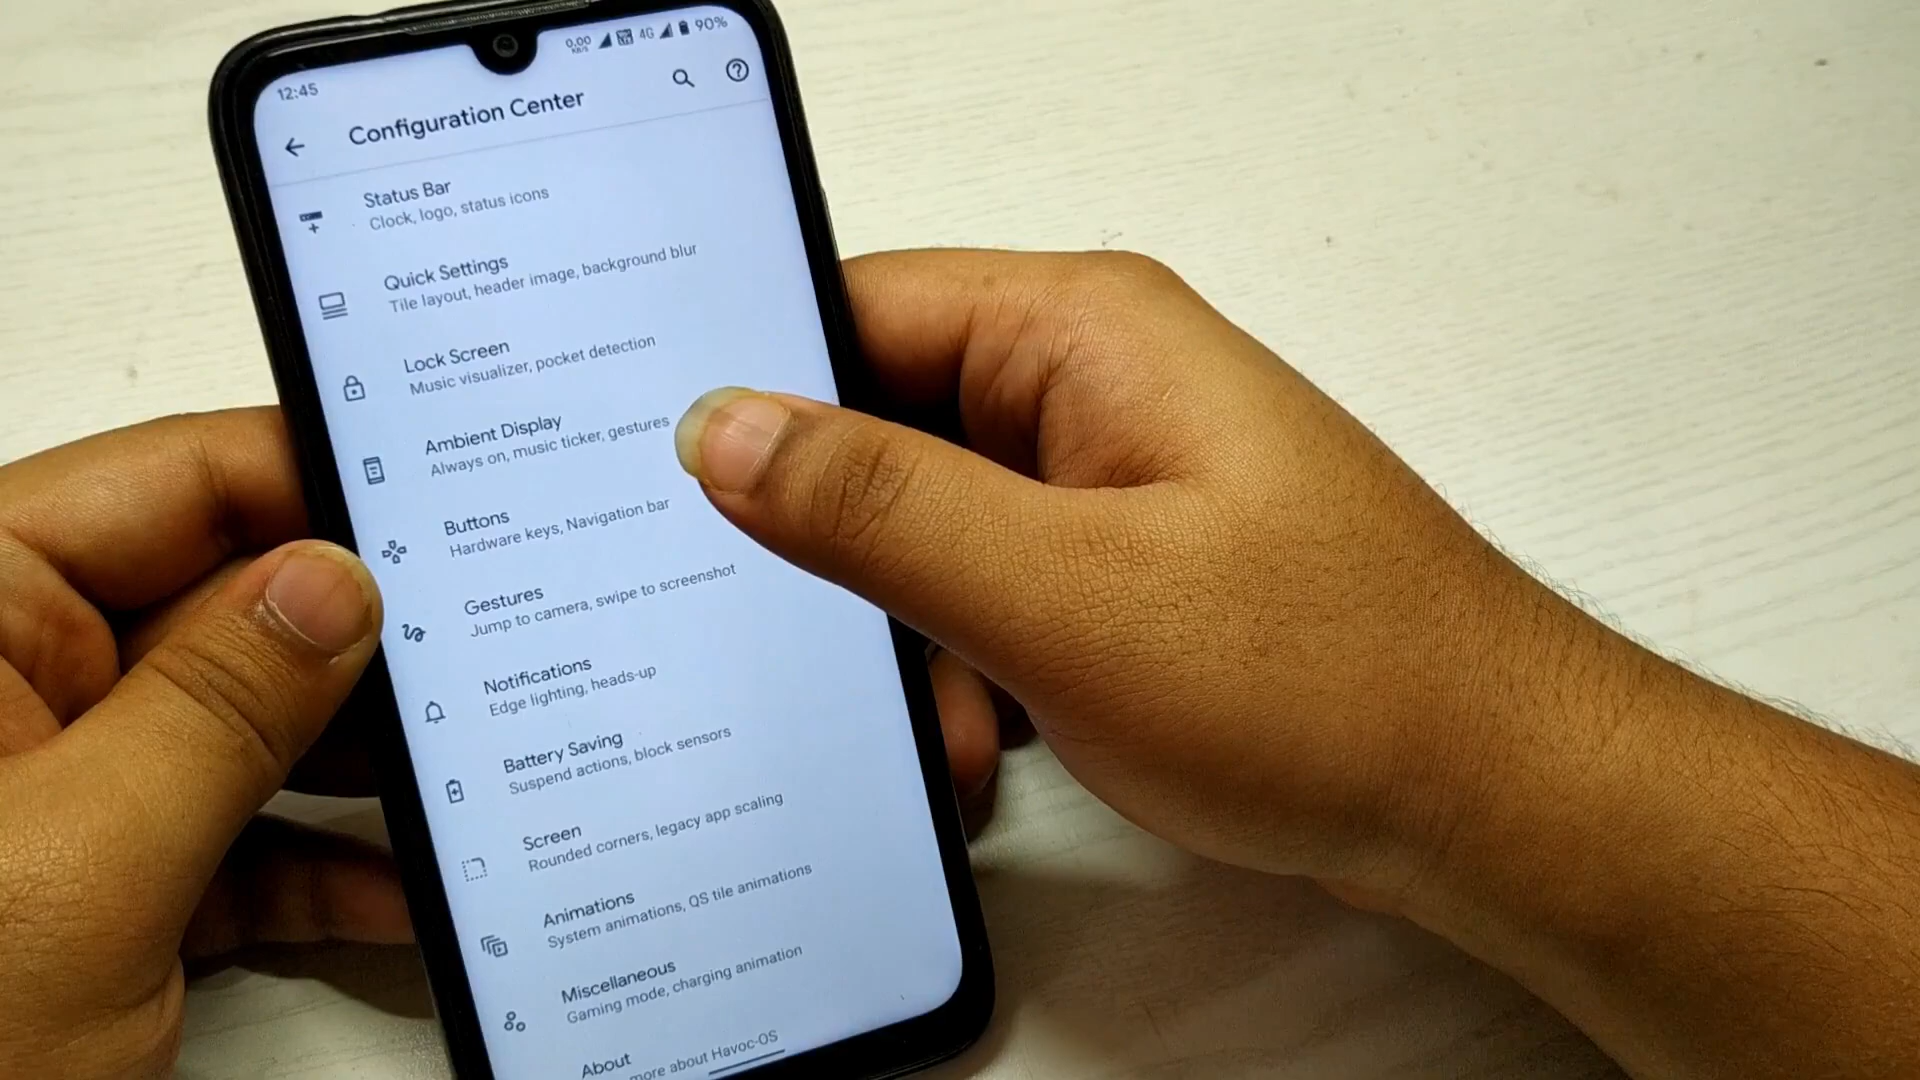 12:45
0.00 KB/S 4G 90%
Configuration Center
Status Bar
Clock, logo, status icons
Quick Settings
Tile layout, header image, background blur
Lock Screen
Music visualizer, pocket detection
Ambient Display
Always on, music ticker, gestures
Buttons
Hardware keys, Navigation bar
Gestures
Jump to camera, swipe to screenshot
Notifications
Edge lighting, heads-up
Battery Saving
Suspend actions, block sensors
Screen
Rounded corners, legacy app scaling
Animations
System animations, QS tile animations
Miscellaneous
Gaming mode, charging animation
About
more about Havoc-OS